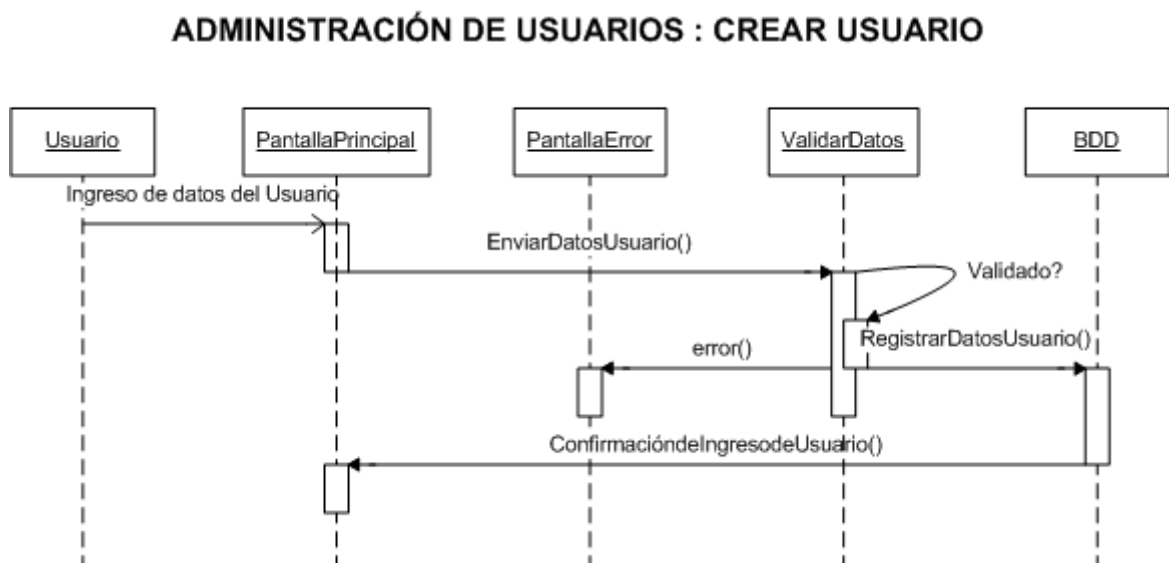 ADMINISTRACIÓN DE USUARIOS : CREAR USUARIO
Usuario
PantallaPrincipal
PantallaError
ValidarDatos
BDD
Ingreso de datos del Usuario
EnviarDatosUsuario()
Validado?
RegistrarDatosUsuario()
error()
ConfirmacióndeIngresodeUsuario()